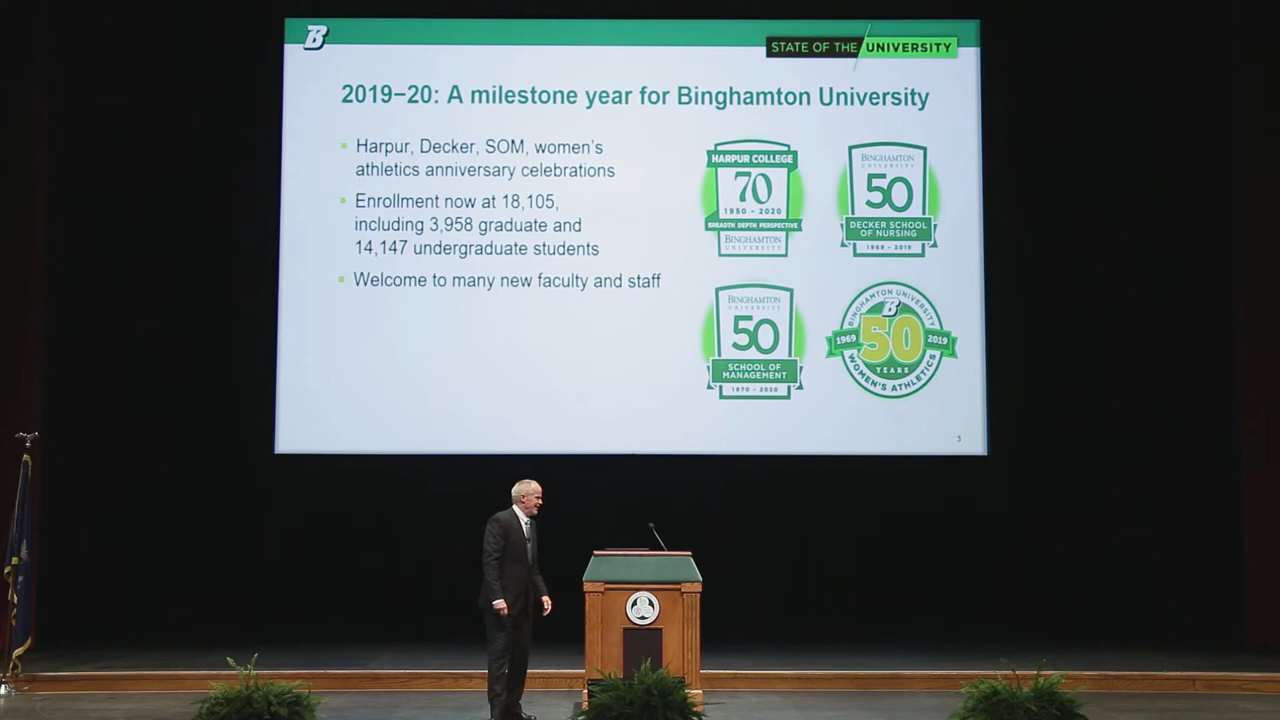 B
STATE OF THE UNIVERSITY
2019–20: A milestone year for Binghamton University
Harpur, Decker, SOM, women's
athletics anniversary celebrations
Enrollment now at 18,105,
including 3,958 graduate and
14,147 undergraduate students
Welcome to many new faculty and staff
HARPUR COLLEGE
70
1950 – 2020
BREADTH DEPTH PERSPECTIVE
BINGHAMTON
UNIVERSITY
BINGHAMTON
UNIVERSITY
50
DECKER SCHOOL
OF NURSING
1969 – 2019
BINGHAMTON
UNIVERSITY
50
SCHOOL OF
MANAGEMENT
1970 – 2020
BINGHAMTON UNIVERSITY
B
1969 50 2019
YEARS
WOMEN'S ATHLETICS
3